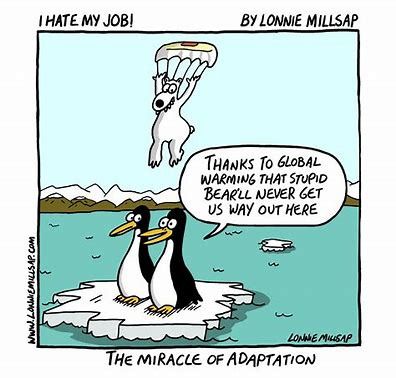 I HATE MY JOB! BY LONNIE MILLSAP
THANKS TO GLOBAL
WARMING THAT STUPID
BEAR'LL NEVER GET
US WAY OUT HERE
WWW.LONNIEMILLSAP.COM
LONNIE MILLSAP
THE MIRACLE OF ADAPTATION